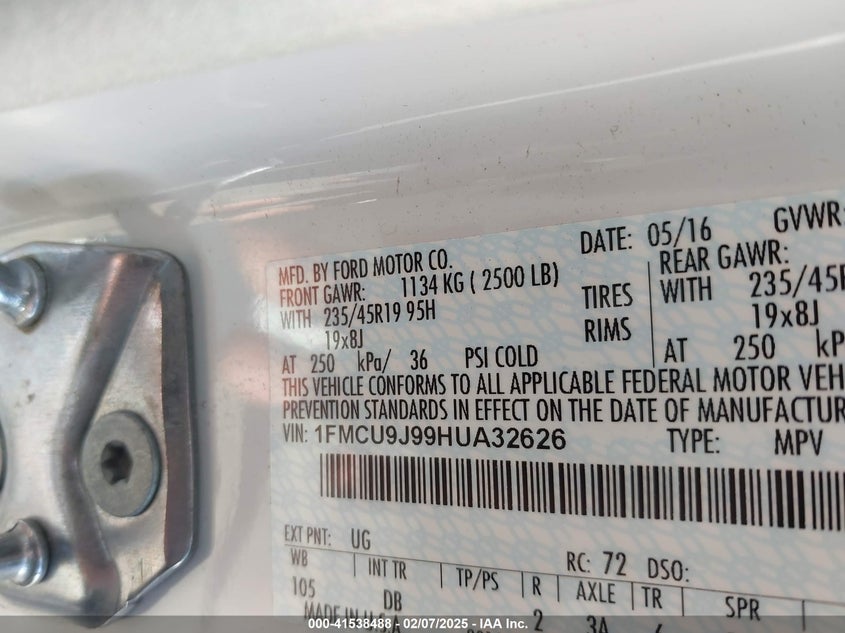 MFD. BY FORD MOTOR CO. DATE: 05/16 GVWR:
FRONT GAWR: 1134 KG ( 2500 LB) REAR GAWR:
WITH 235/45R19 95H TIRES WITH 235/45R
19x8J RIMS 19x8J
AT 250 kPa/ 36 PSI COLD AT 250 kP
THIS VEHICLE CONFORMS TO ALL APPLICABLE FEDERAL MOTOR VEH
PREVENTION STANDARDS IN EFFECT ON THE DATE OF MANUFACTUR
VIN: 1FMCU9J99HUA32626 TYPE: MPV
EXT PNT: UG RC: 72 DSO:
WB INT TR TP/PS R AXLE TR SPR
105 DB 2 3A
MADE IN U.S.A.
000-41538488 - 02/07/2025 - IAA Inc.